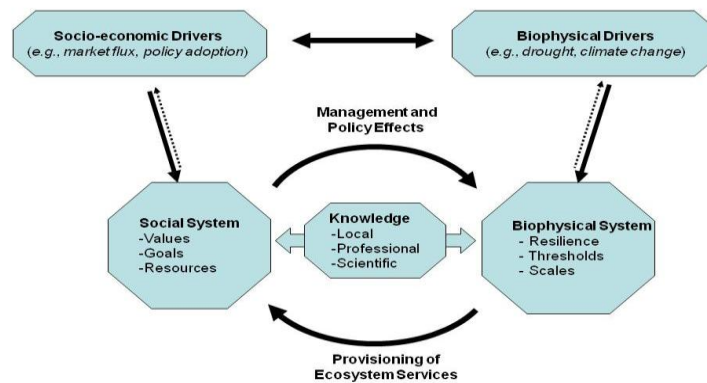 Socio-economic Drivers
(e.g., market flux, policy adoption)
Biophysical Drivers
(e.g., drought, climate change)
Management and
Policy Effects
Social System
-Values
-Goals
-Resources
Knowledge
-Local
-Professional
-Scientific
Biophysical System
- Resilience
- Thresholds
- Scales
Provisioning of
Ecosystem Services